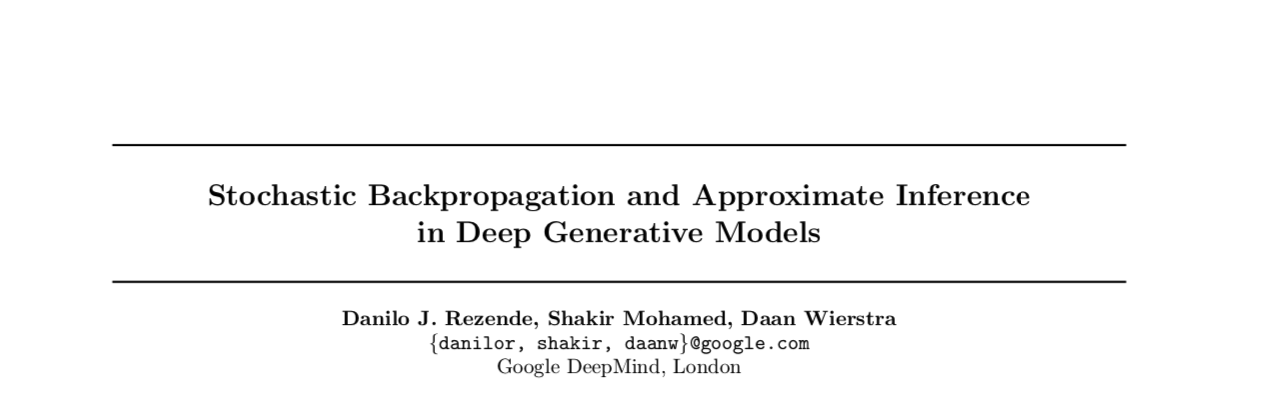 Stochastic Backpropagation and Approximate Inference
in Deep Generative Models
Danilo J. Rezende, Shakir Mohamed, Daan Wierstra
{danilor, shakir, daanw}@google.com
Google DeepMind, London